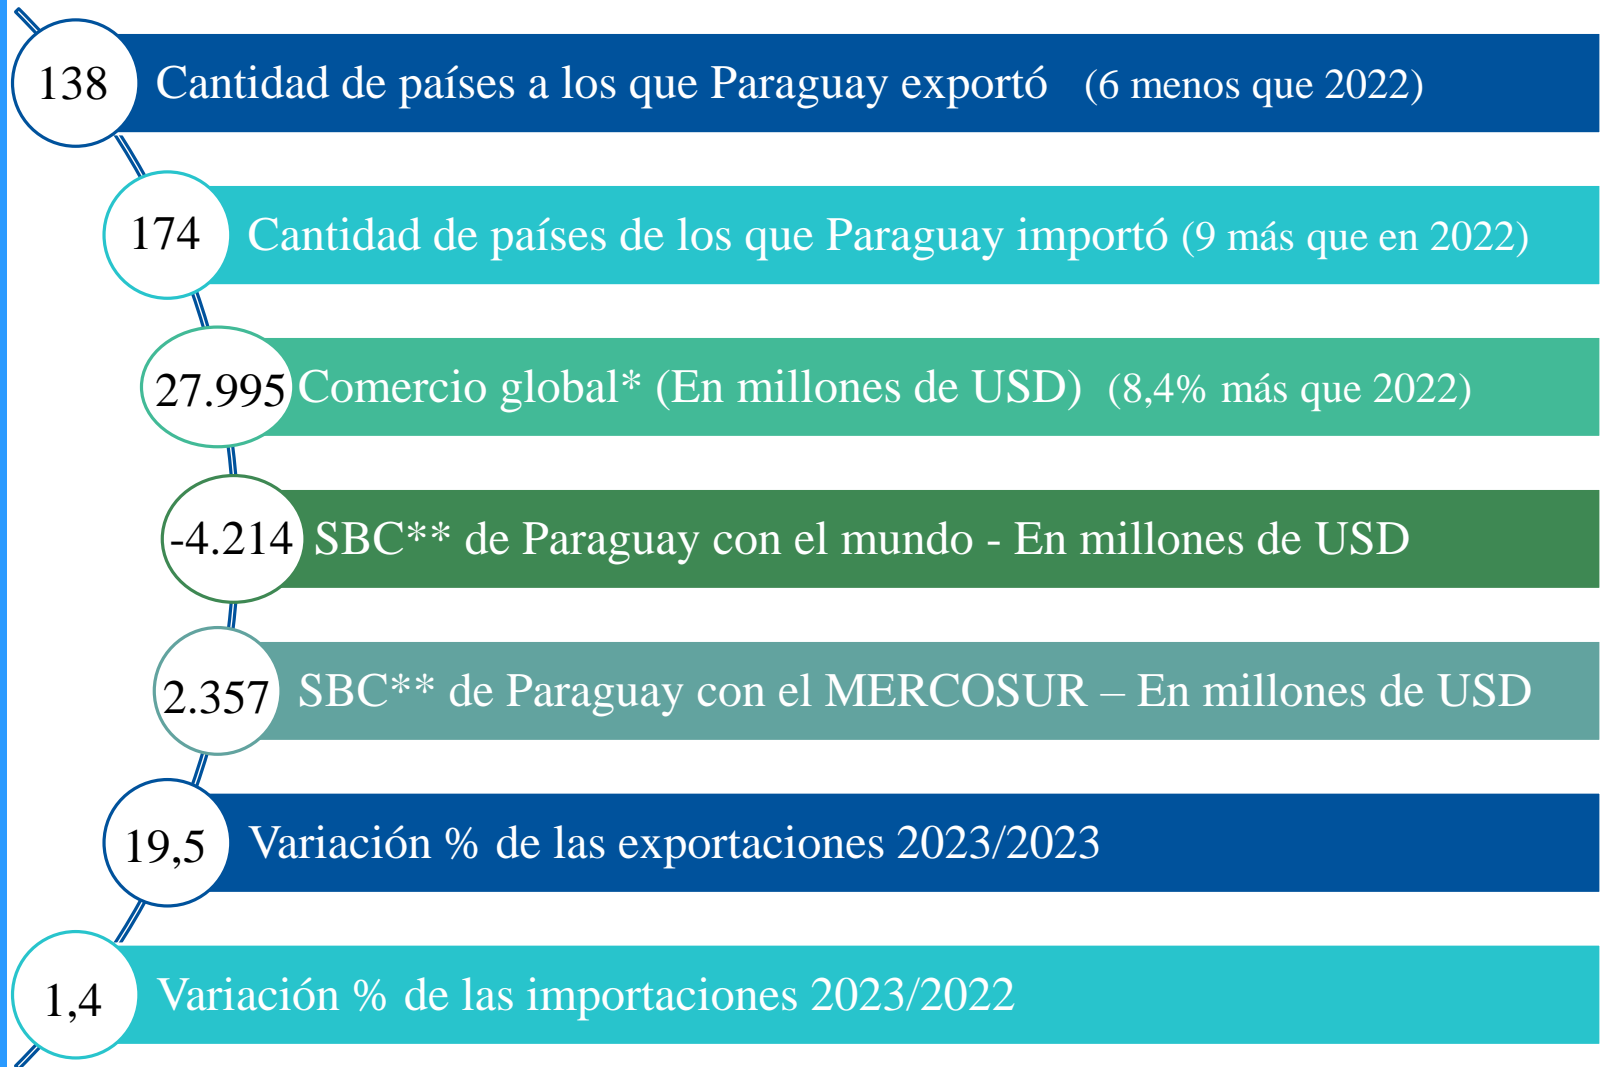 138 Cantidad de países a los que Paraguay exportó (6 menos que 2022)
174 Cantidad de países de los que Paraguay importó (9 más que en 2022)
27.995 Comercio global* (En millones de USD) (8,4% más que 2022)
-4.214 SBC** de Paraguay con el mundo - En millones de USD
2.357 SBC** de Paraguay con el MERCOSUR – En millones de USD
19,5 Variación % de las exportaciones 2023/2023
1,4 Variación % de las importaciones 2023/2022